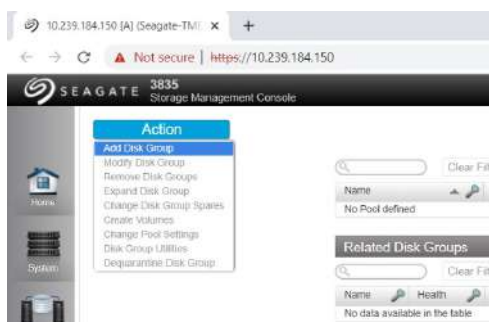 10.239.184.150 [A] (Seagate-TME
Not secure | https://10.239.184.150
SEAGATE 3835
Storage Management Console
Action
Add Disk Group
Modify Disk Group
Remove Disk Groups
Expand Disk Group
Change Disk Group Spares
Create Volumes
Change Pool Settings
Disk Group Utilities
Dequarantine Disk Group
Home
System
Clear Fil
Name
No Pool defined
Related Disk Groups
Clear Fil
Name Health Name
No data available in the table